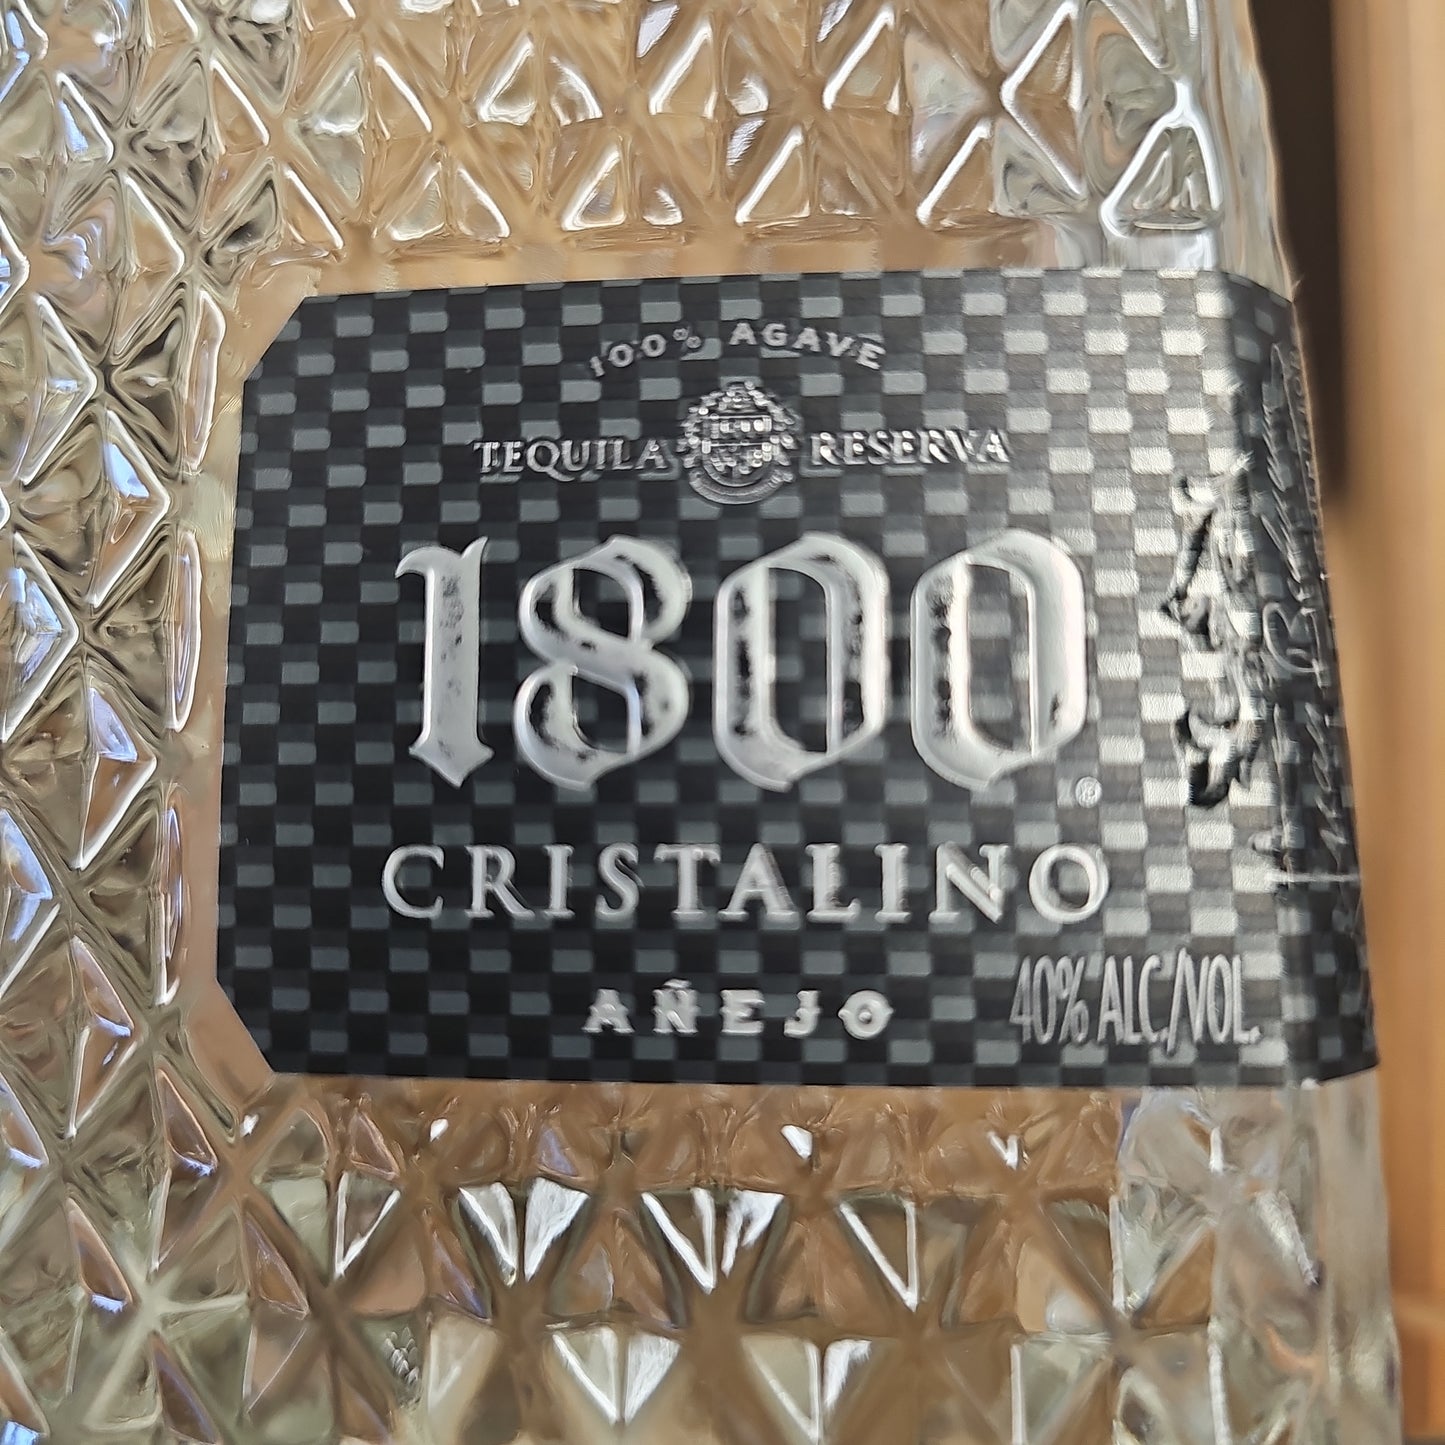 100% AGAVE
TEQUILA RESERVA
1800®
CRISTALINO
AÑEJO
40% ALC./VOL.